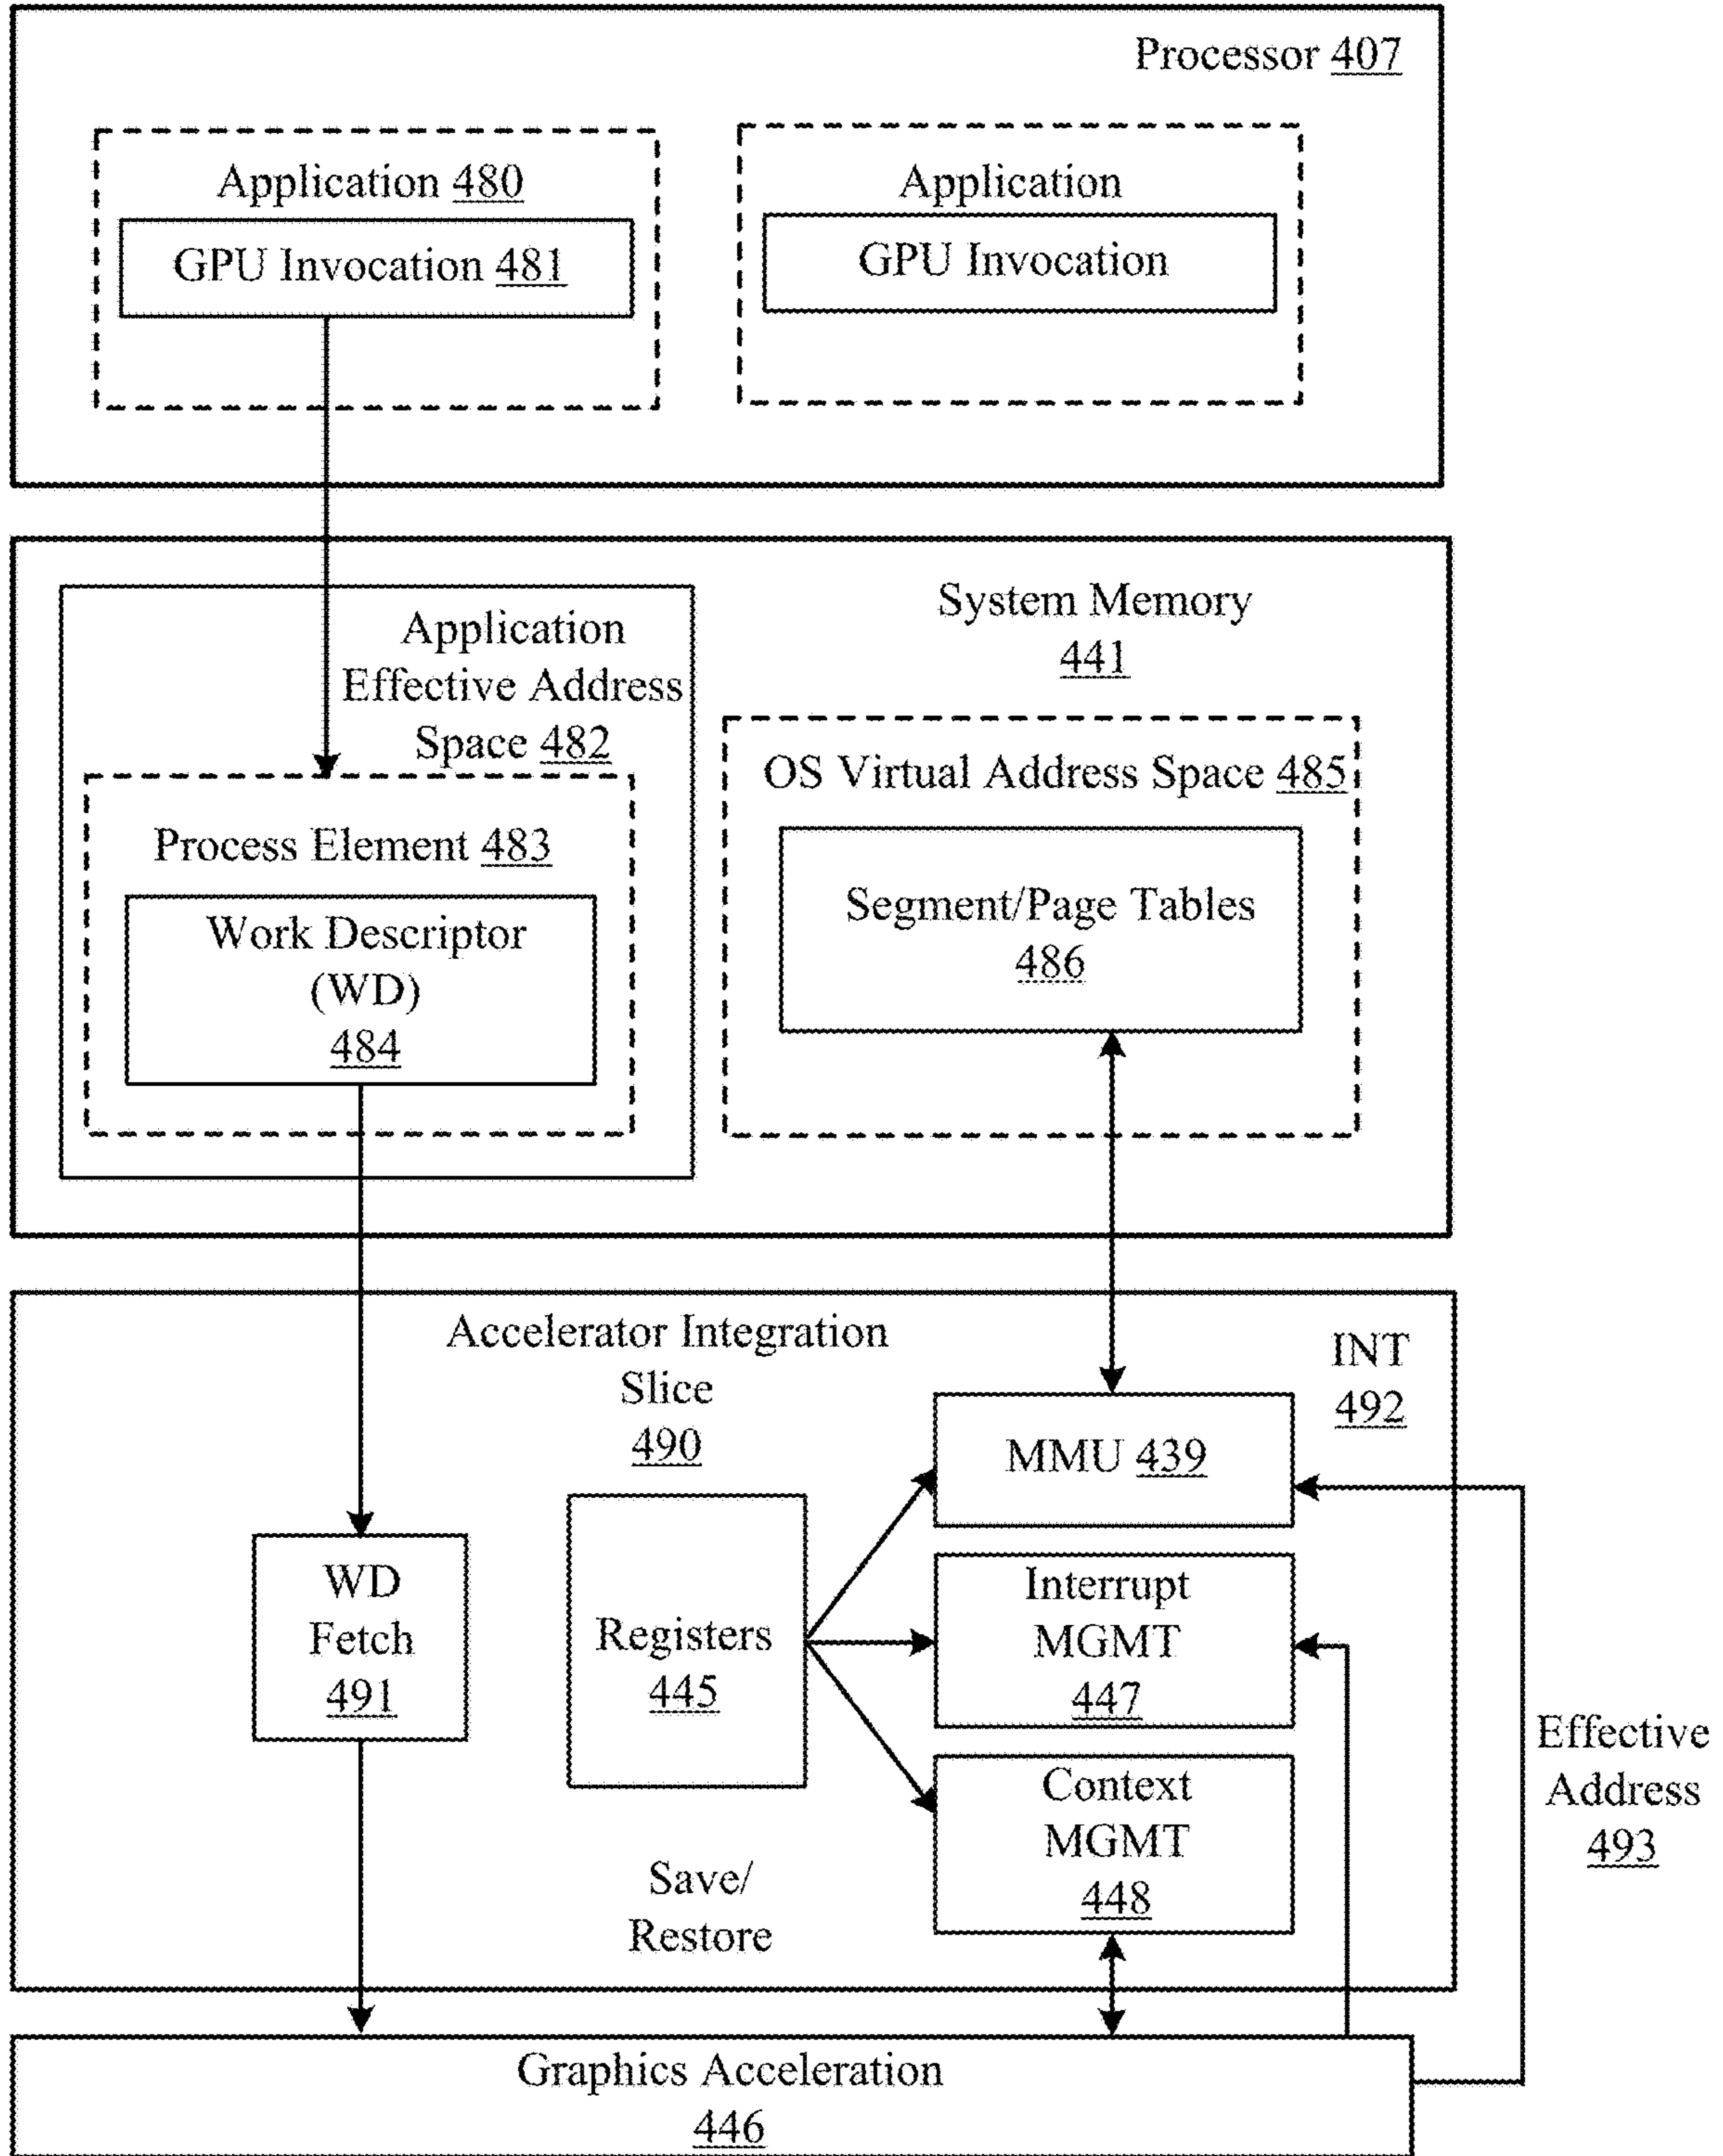 Processor 407
Application 480
GPU Invocation 481
Application
GPU Invocation
Application
Effective Address
Space 482
Process Element 483
Work Descriptor
(WD)
484
System Memory
441
OS Virtual Address Space 485
Segment/Page Tables
486
Accelerator Integration
Slice
490
INT
492
MMU 439
WD
Fetch
491
Registers
445
Interrupt
MGMT
447
Context
MGMT
448
Save/
Restore
Effective
Address
493
Graphics Acceleration
446